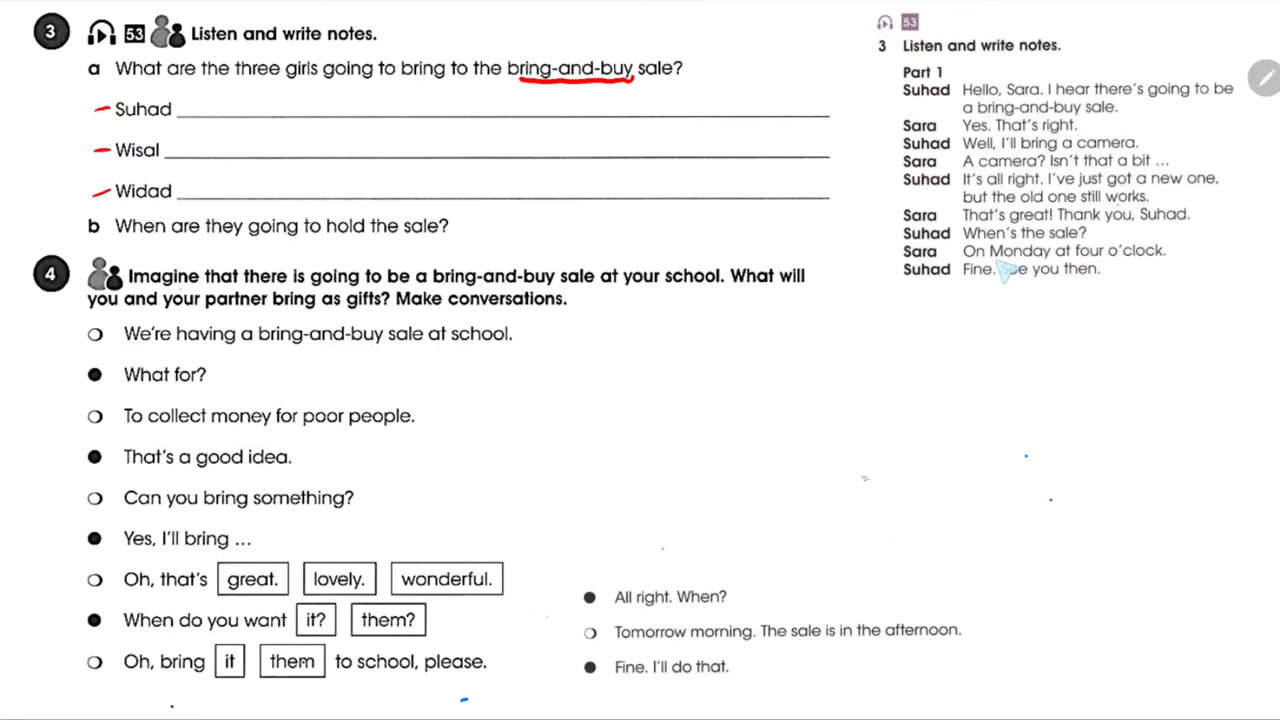 3 53 Listen and write notes.
a What are the three girls going to bring to the bring-and-buy sale?
Suhad
Wisal
Widad
b When are they going to hold the sale?
4 Imagine that there is going to be a bring-and-buy sale at your school. What will
you and your partner bring as gifts? Make conversations.
We're having a bring-and-buy sale at school.
What for?
To collect money for poor people.
That's a good idea.
Can you bring something?
Yes, I'll bring ...
Oh, that's great. lovely. wonderful.
When do you want it? them?
Oh, bring it them to school, please.
All right. When?
Tomorrow morning. The sale is in the afternoon.
Fine. I'll do that.
53
3 Listen and write notes.
Part 1
Suhad Hello, Sara. I hear there's going to be
a bring-and-buy sale.
Sara Yes. That's right.
Suhad Well, I'll bring a camera.
Sara A camera? Isn't that a bit ...
Suhad It's all right. I've just got a new one,
but the old one still works.
Sara That's great! Thank you, Suhad.
Suhad When's the sale?
Sara On Monday at four o'clock.
Suhad Fine. See you then.